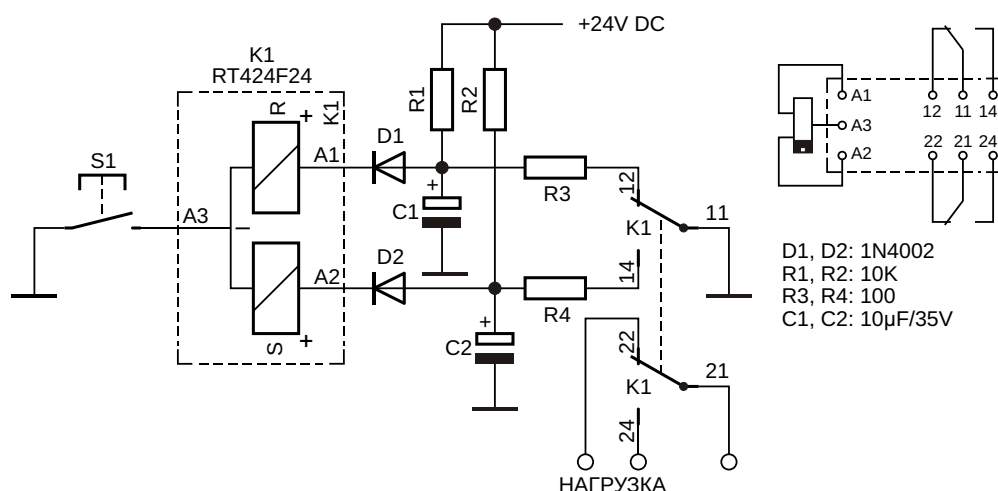 +24V DC
K1
RT424F24
R
+
K1
R1
R2
D1
A1
S1
+
C1
R3
12
11
A3
−
K1
14
D2
A2
R4
S
+
+
C2
22
21
K1
24
НАГРУЗКА
A1
A3
A2
12 11 14
22 21 24
D1, D2: 1N4002
R1, R2: 10K
R3, R4: 100
C1, C2: 10µF/35V